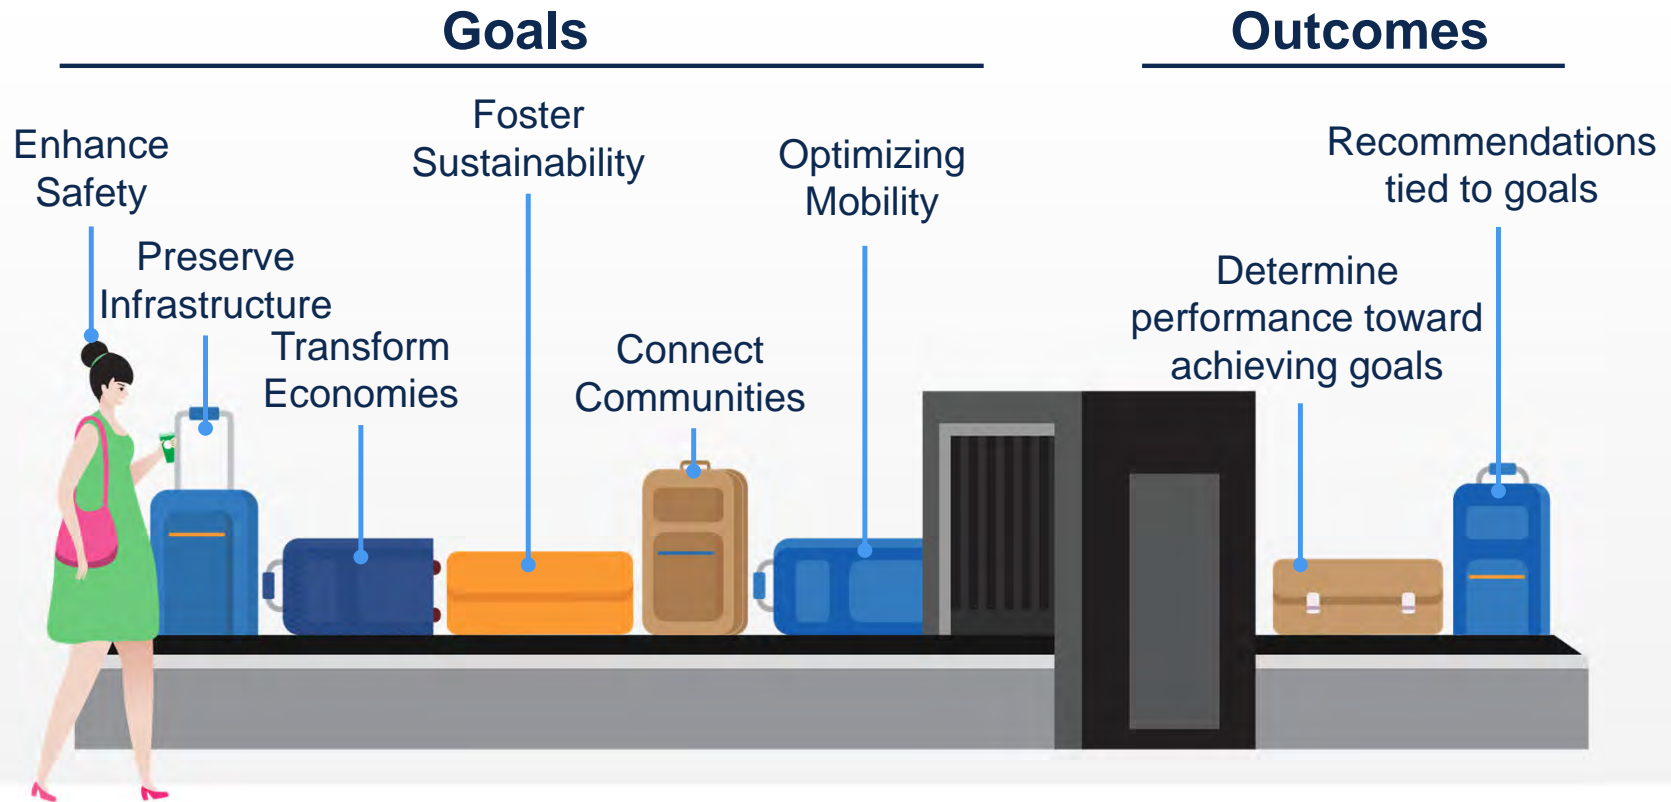 Goals
Enhance
Safety
Preserve
Infrastructure
Transform
Economies
Foster
Sustainability
Connect
Communities
Optimizing
Mobility
Outcomes
Determine
performance toward
achieving goals
Recommendations
tied to goals